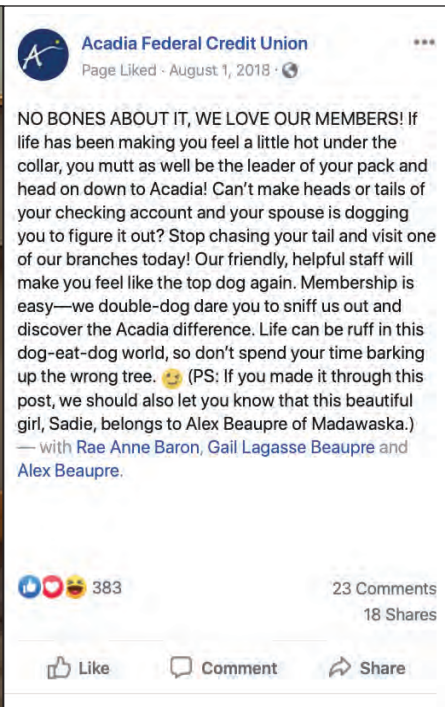 Acadia Federal Credit Union
Page Liked · August 1, 2018 ·
NO BONES ABOUT IT, WE LOVE OUR MEMBERS! If
life has been making you feel a little hot under the
collar, you mutt as well be the leader of your pack and
head on down to Acadia! Can't make heads or tails of
your checking account and your spouse is dogging
you to figure it out? Stop chasing your tail and visit one
of our branches today! Our friendly, helpful staff will
make you feel like the top dog again. Membership is
easy—we double-dog dare you to sniff us out and
discover the Acadia difference. Life can be ruff in this
dog-eat-dog world, so don't spend your time barking
up the wrong tree. 😉 (PS: If you made it through this
post, we should also let you know that this beautiful
girl, Sadie, belongs to Alex Beaupre of Madawaska.)
— with Rae Anne Baron, Gail Lagasse Beaupre and
Alex Beaupre.
383
23 Comments
18 Shares
Like Comment Share